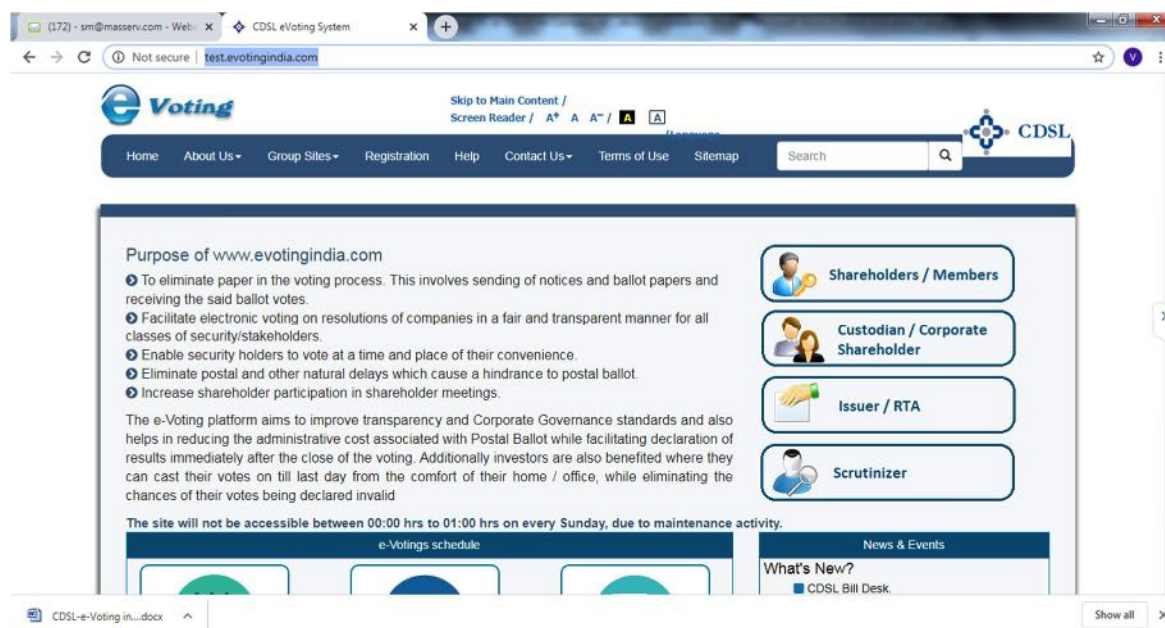 (172) - sm@masserv.com - Web
CDSL eVoting System
Not secure | test.evotingindia.com
V
e Voting
Skip to Main Content /
Screen Reader / A+ A A- / A A
CDSL
Home About Us Group Sites Registration Help Contact Us Terms of Use Sitemap Search
Purpose of www.evotingindia.com
To eliminate paper in the voting process. This involves sending of notices and ballot papers and
receiving the said ballot votes.
Facilitate electronic voting on resolutions of companies in a fair and transparent manner for all
classes of security/stakeholders.
Enable security holders to vote at a time and place of their convenience.
Eliminate postal and other natural delays which cause a hindrance to postal ballot.
Increase shareholder participation in shareholder meetings.
The e-Voting platform aims to improve transparency and Corporate Governance standards and also
helps in reducing the administrative cost associated with Postal Ballot while facilitating declaration of
results immediately after the close of the voting. Additionally investors are also benefited where they
can cast their votes on till last day from the comfort of their home / office, while eliminating the
chances of their votes being declared invalid
Shareholders / Members
Custodian / Corporate
Shareholder
Issuer / RTA
Scrutinizer
The site will not be accessible between 00:00 hrs to 01:00 hrs on every Sunday, due to maintenance activity.
e-Votings schedule
News & Events
What's New?
CDSL Bill Desk.
CDSL-e-Voting in....docx
Show all